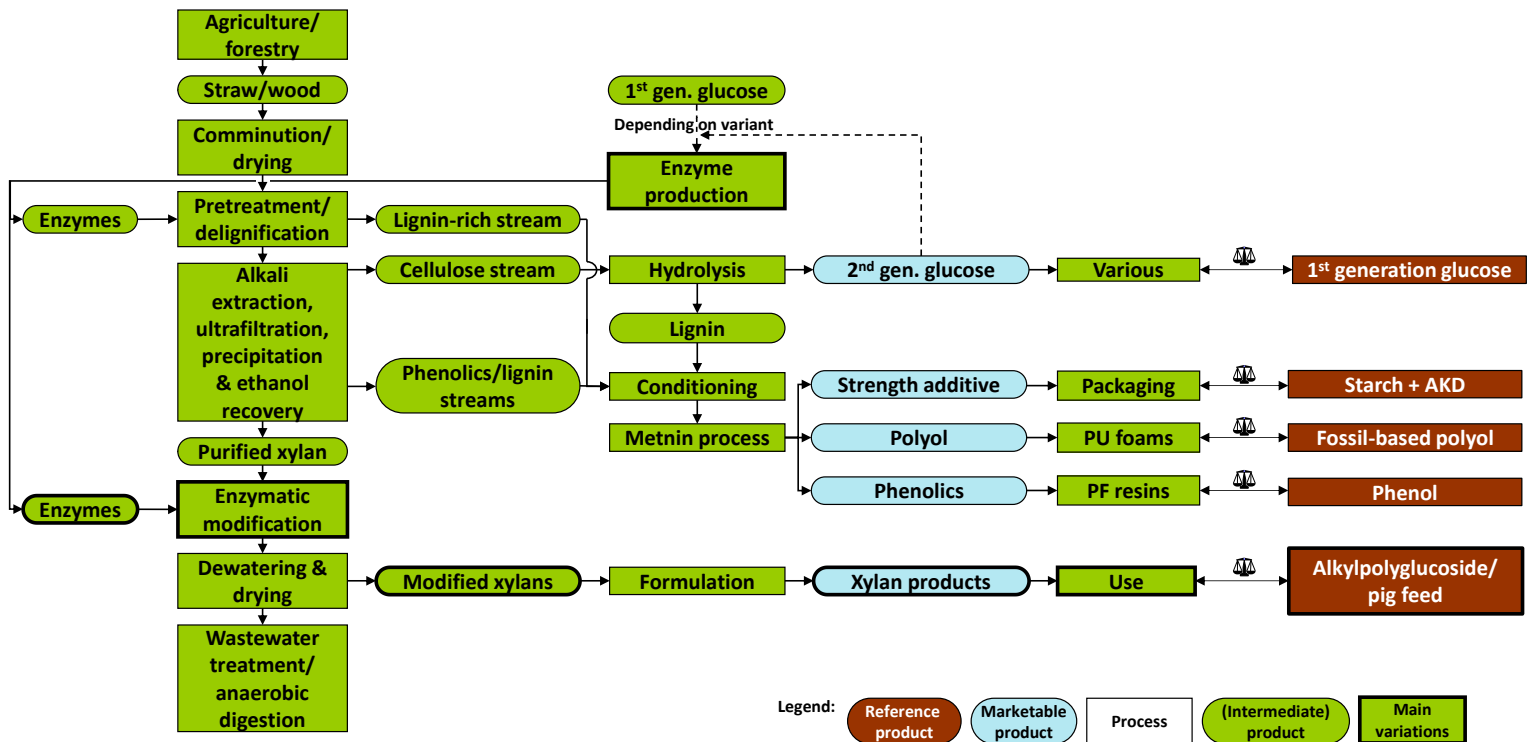 Agriculture/
forestry
Straw/wood
1st gen. glucose
Depending on variant
Comminution/
drying
Enzyme
production
Enzymes
Pretreatment/
delignification
Lignin-rich stream
Alkali
extraction,
ultrafiltration,
precipitation
& ethanol
recovery
Cellulose stream
Hydrolysis
2nd gen. glucose
Various
1st generation glucose
Lignin
Phenolics/lignin
streams
Conditioning
Strength additive
Packaging
Starch + AKD
Metnin process
Polyol
PU foams
Fossil-based polyol
Purified xylan
Phenolics
PF resins
Phenol
Enzymes
Enzymatic
modification
Dewatering &
drying
Modified xylans
Formulation
Xylan products
Use
Alkylpolyglucoside/
pig feed
Wastewater
treatment/
anaerobic
digestion
Legend:
Reference
product
Marketable
product
Process
(Intermediate)
product
Main
variations